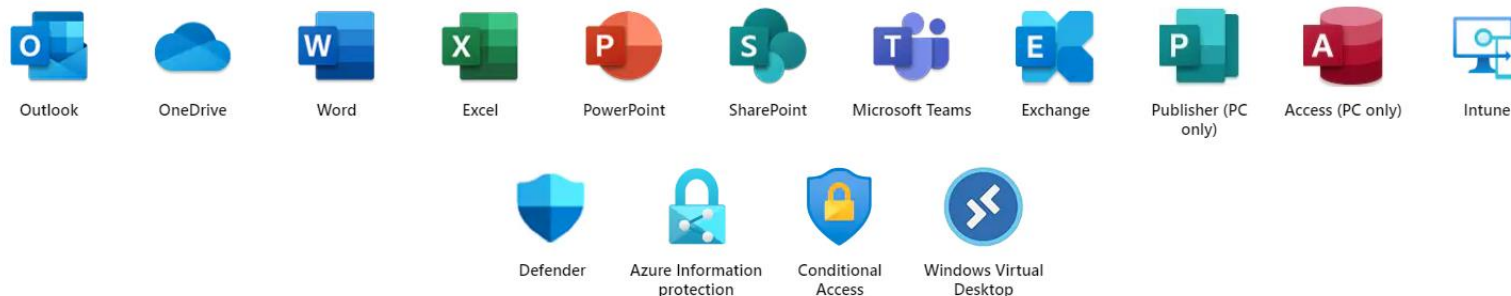 O
W
X
P
S
T
E
P
A
Outlook
OneDrive
Word
Excel
PowerPoint
SharePoint
Microsoft Teams
Exchange
Publisher (PC
only)
Access (PC only)
Intune
Defender
Azure Information
protection
Conditional
Access
Windows Virtual
Desktop